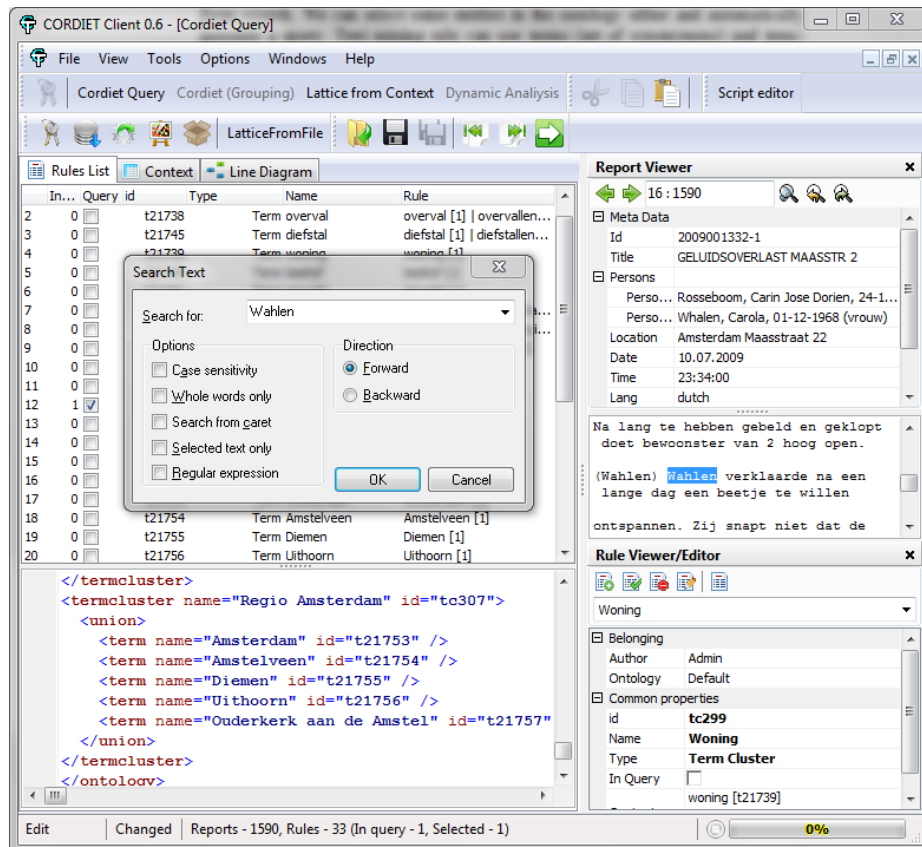 CORDIET Client 0.6 - [Cordiet Query]
File View Tools Options Windows Help
Cordiet Query Cordiet (Grouping) Lattice from Context Dynamic Analiysis Script editor
LatticeFromFile
Rules List Context Line Diagram
In... Query id Type Name Rule
2 0 t21738 Term overval overval [1] | overvallen...
3 0 t21745 Term diefstal diefstal [1] | diefstallen...
4 0 t21739 Term woning woning [1]
5 0
6 0
7 0
8 0
9 0
10 0
11 0
12 1
13 0
14 0
15 0
16 0
17 0
18 0 t21754 Term Amstelveen Amstelveen [1]
19 0 t21755 Term Diemen Diemen [1]
20 0 t21756 Term Uithoorn Uithoorn [1]
Search Text
Search for: Wahlen
Options
Case sensitivity
Whole words only
Search from caret
Selected text only
Regular expression
Direction
Forward
Backward
OK Cancel
</termcluster>
<termcluster name="Regio Amsterdam" id="tc307">
<union>
<term name="Amsterdam" id="t21753" />
<term name="Amstelveen" id="t21754" />
<term name="Diemen" id="t21755" />
<term name="Uithoorn" id="t21756" />
<term name="Ouderkerk aan de Amstel" id="t21757"
</union>
</termcluster>
</ontology>
Report Viewer
16 : 1590
Meta Data
Id 2009001332-1
Title GELUIDSOVERLAST MAASSTR 2
Persons
Perso... Rosseboom, Carin Jose Dorien, 24-1...
Perso... Whalen, Carola, 01-12-1968 (vrouw)
Location Amsterdam Maasstraat 22
Date 10.07.2009
Time 23:34:00
Lang dutch
Na lang te hebben gebeld en geklopt
doet bewoonster van 2 hoog open.
(Wahlen) Wahlen verklaarde na een
lange dag een beetje te willen
ontspannen. Zij snapt niet dat de
Rule Viewer/Editor
Woning
Belonging
Author Admin
Ontology Default
Common properties
id tc299
Name Woning
Type Term Cluster
In Query
woning [t21739]
Edit Changed Reports - 1590, Rules - 33 (In query - 1, Selected - 1) 0%